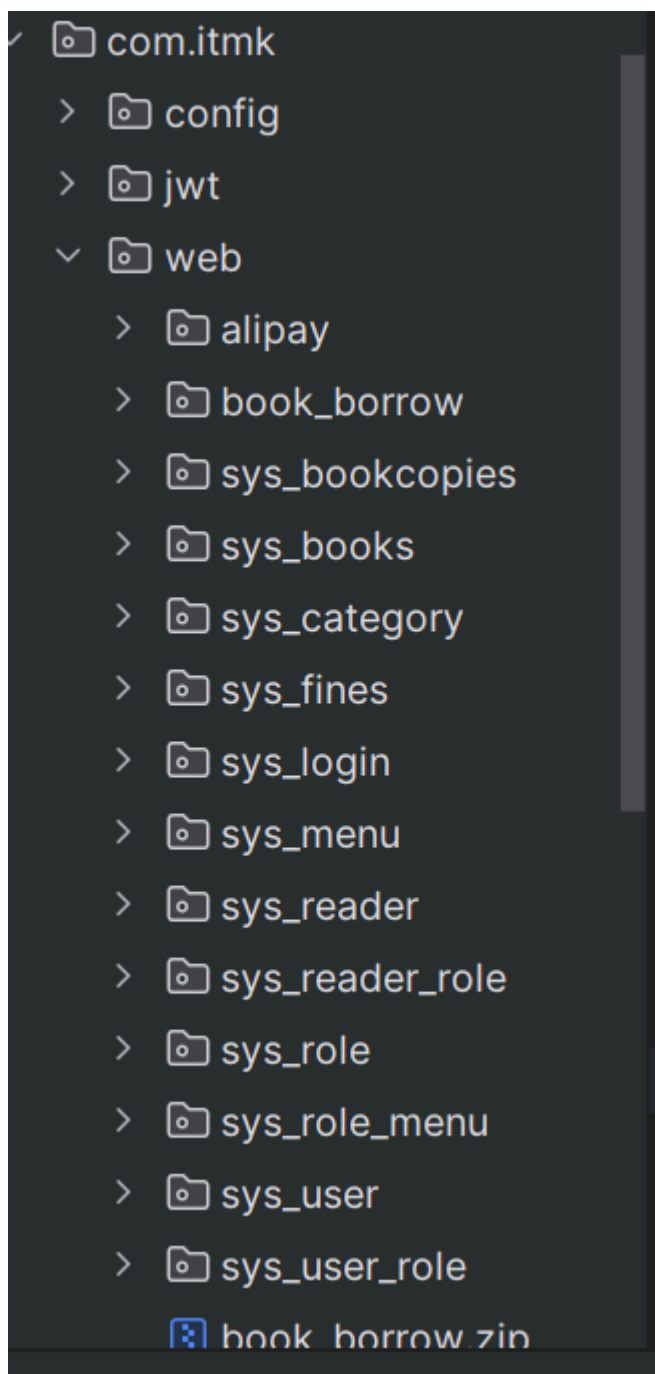 com.itmk
config
jwt
web
alipay
book_borrow
sys_bookcopies
sys_books
sys_category
sys_fines
sys_login
sys_menu
sys_reader
sys_reader_role
sys_role
sys_role_menu
sys_user
sys_user_role
book_borrow.zip